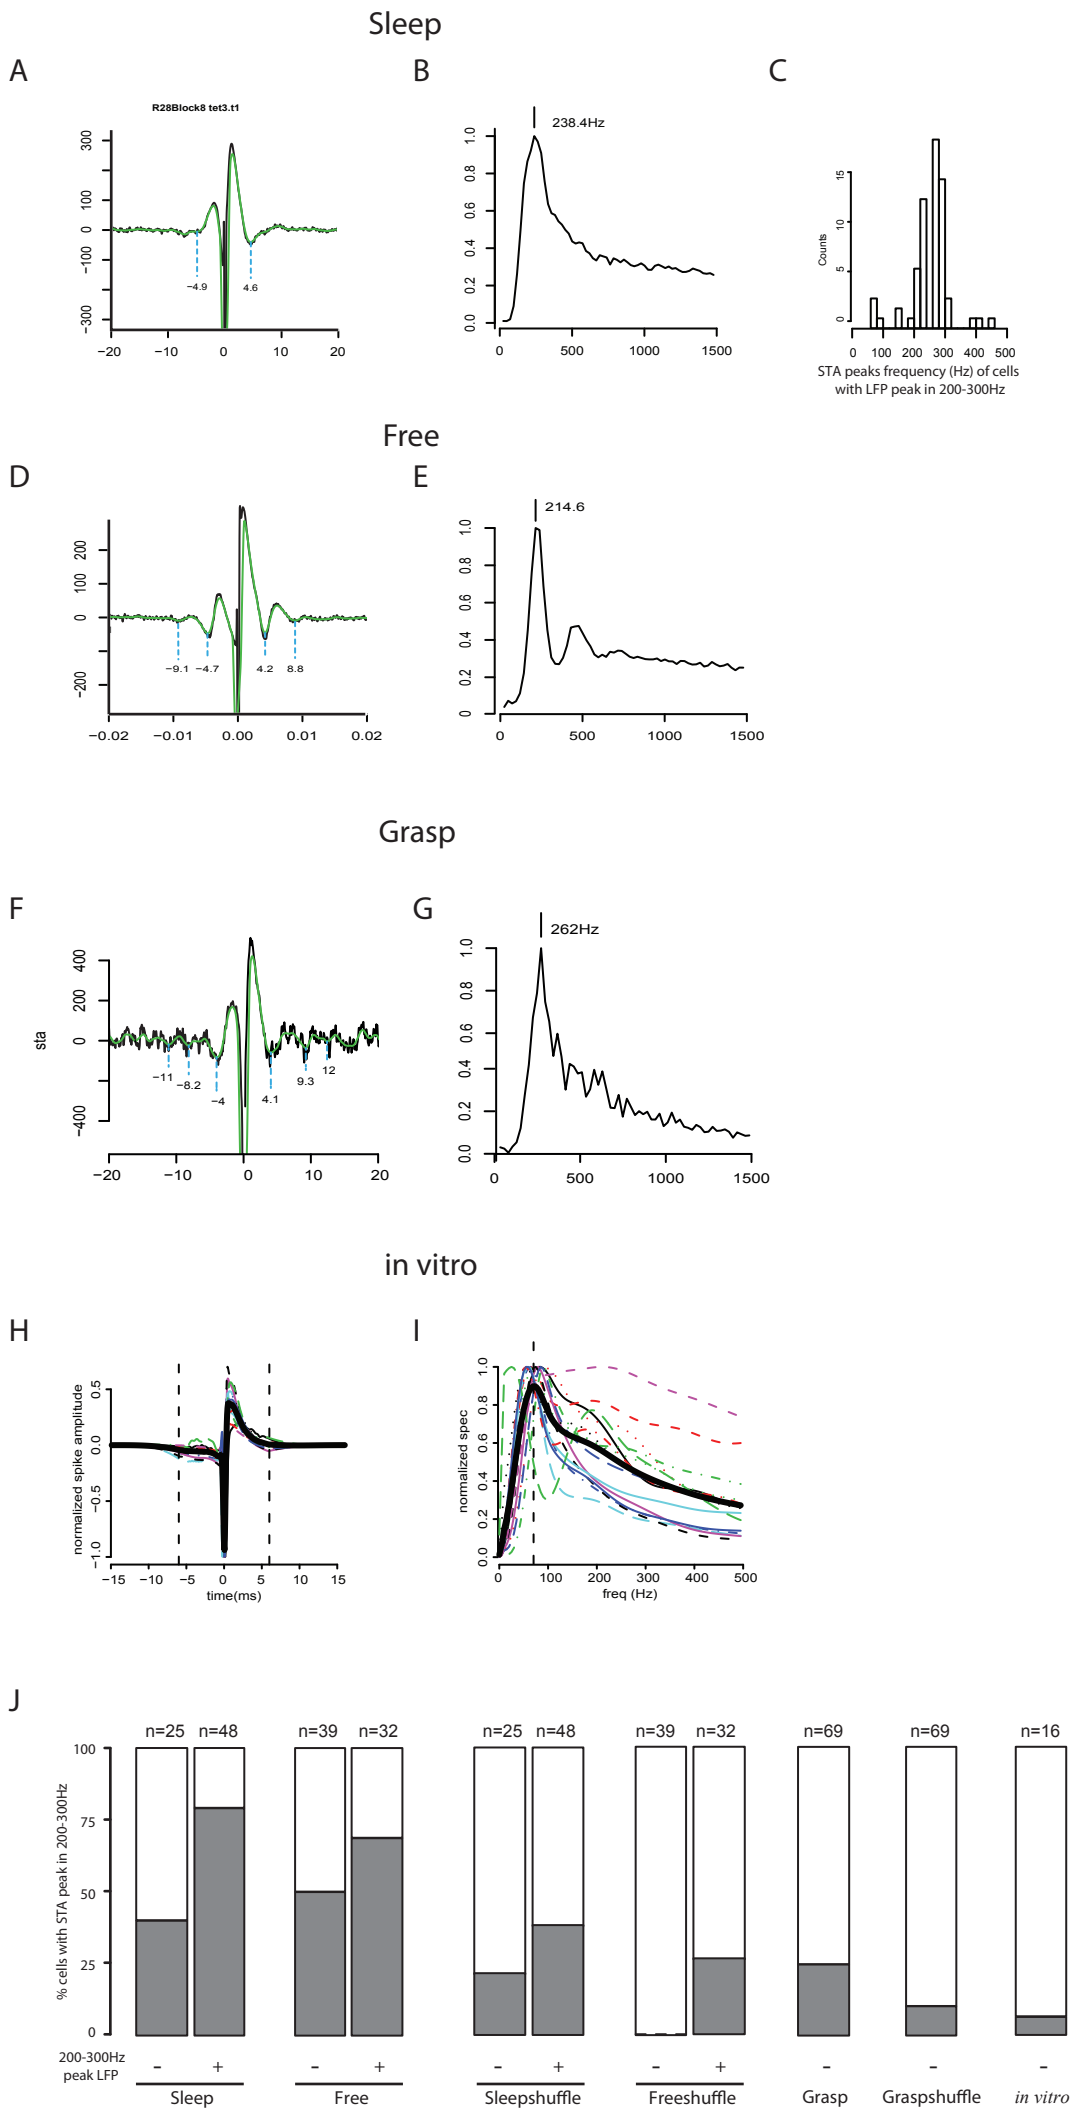 Sleep
A
B
C
R28Block8 tet3.t1
300
100
0
−100
−300
−4.9
4.6
−20
−10
0
10
20
238.4Hz
1.0
0.8
0.6
0.4
0.2
0.0
0
500
1000
1500
Counts
15
10
5
0
0
100
200
300
400
500
STA peaks frequency (Hz) of cells
with LFP peak in 200-300Hz
Free
D
E
200
100
0
−200
−9.1
−4.7
4.2
8.8
−0.02
−0.01
0.00
0.01
0.02
214.6
1.0
0.8
0.6
0.4
0.2
0
0
500
1000
1500
Grasp
F
G
sta
400
200
0
−400
−11
−8.2
−4
4.1
9.3
12
−20
−10
0
10
20
262Hz
1.0
0.8
0.6
0.4
0.2
0.0
0
500
1000
1500
in vitro
H
I
normalized spike amplitude
0.5
0.0
−0.5
−1.0
−15
−10
−5
0
5
10
15
time(ms)
normalized spec
1.0
0.8
0.6
0.4
0.2
0.0
0
100
200
300
400
500
freq (Hz)
J
n=25
n=48
n=39
n=32
n=25
n=48
n=39
n=32
n=69
n=69
n=16
% cells with STA peak in 200-300Hz
100
75
50
25
0
200-300Hz
peak LFP
−
+
−
+
−
+
−
+
−
−
−
Sleep
Free
Sleepshuffle
Freeshuffle
Grasp
Graspshuffle
in vitro